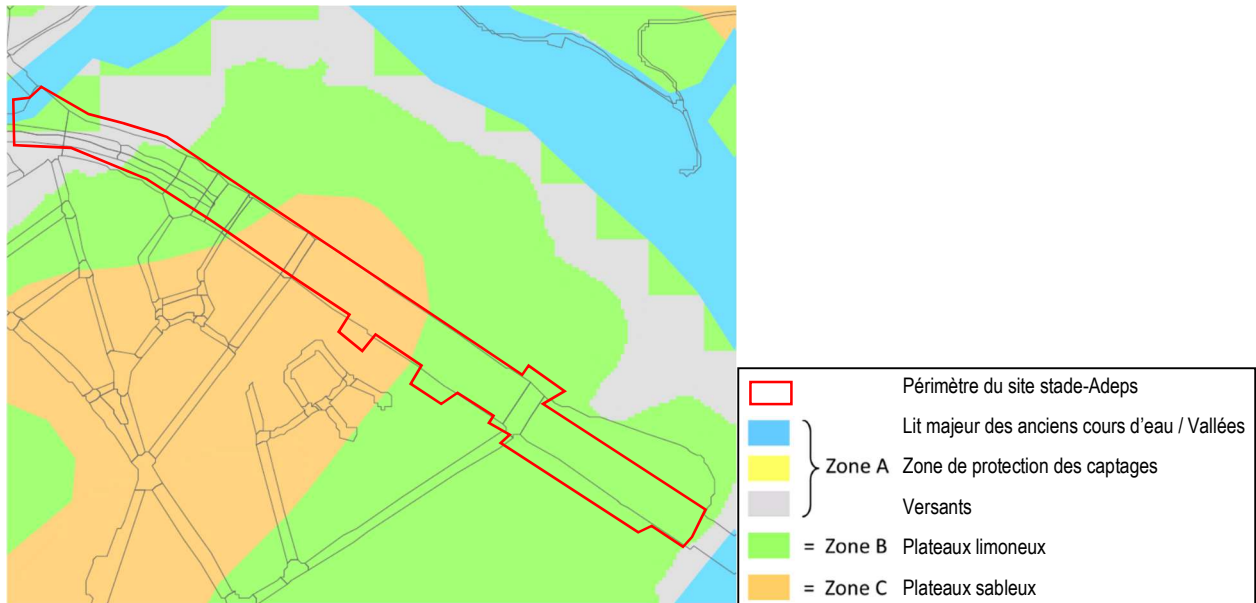 Périmètre du site stade-Adeps
Lit majeur des anciens cours d'eau / Vallées
Zone A Zone de protection des captages
Versants
= Zone B Plateaux limoneux
= Zone C Plateaux sableux